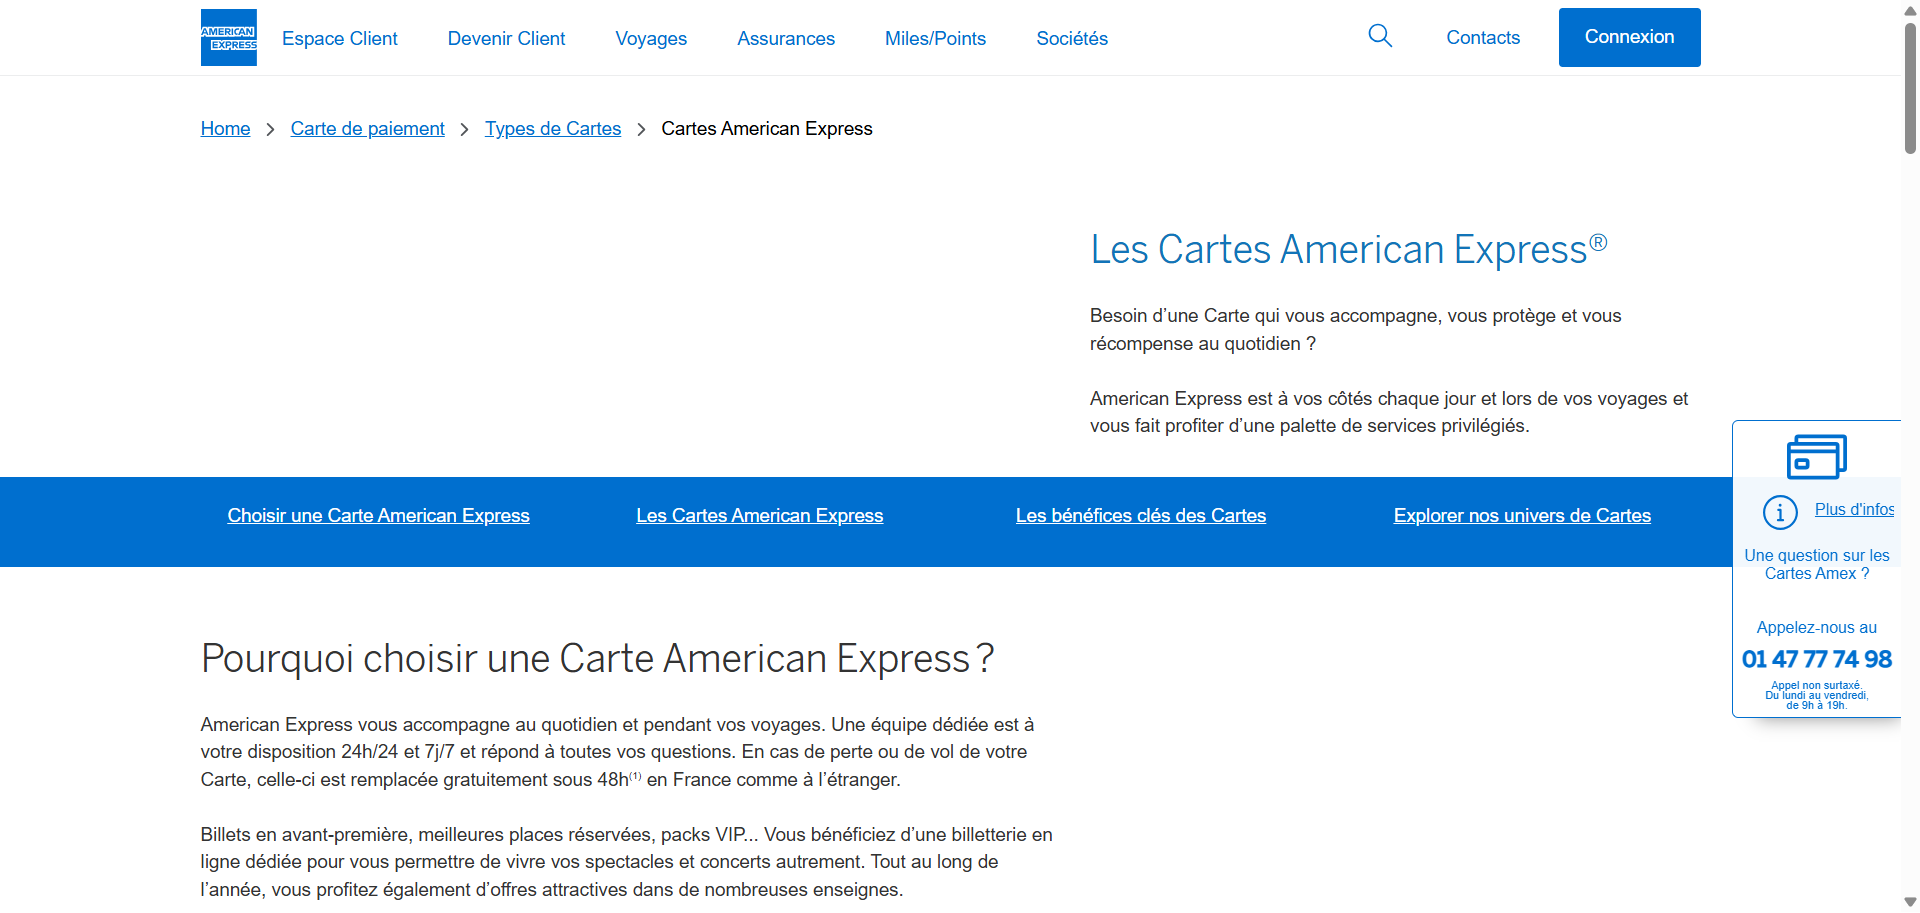 AMERICAN
EXPRESS
Espace Client
Devenir Client
Voyages
Assurances
Miles/Points
Sociétés
Contacts
Connexion
Home
Carte de paiement
Types de Cartes
Cartes American Express
Les Cartes American Express®
Besoin d’une Carte qui vous accompagne, vous protège et vous
récompense au quotidien ?
American Express est à vos côtés chaque jour et lors de vos voyages et
vous fait profiter d’une palette de services privilégiés.
Choisir une Carte American Express
Les Cartes American Express
Les bénéfices clés des Cartes
Explorer nos univers de Cartes
Plus d'infos
Une question sur les
Cartes Amex ?
Appelez-nous au
01 47 77 74 98
Appel non surtaxé.
Du lundi au vendredi,
de 9h à 19h.
Pourquoi choisir une Carte American Express ?
American Express vous accompagne au quotidien et pendant vos voyages. Une équipe dédiée est à
votre disposition 24h/24 et 7j/7 et répond à toutes vos questions. En cas de perte ou de vol de votre
Carte, celle-ci est remplacée gratuitement sous 48h(1) en France comme à l’étranger.
Billets en avant-première, meilleures places réservées, packs VIP... Vous bénéficiez d’une billetterie en
ligne dédiée pour vous permettre de vivre vos spectacles et concerts autrement. Tout au long de
l’année, vous profitez également d’offres attractives dans de nombreuses enseignes.